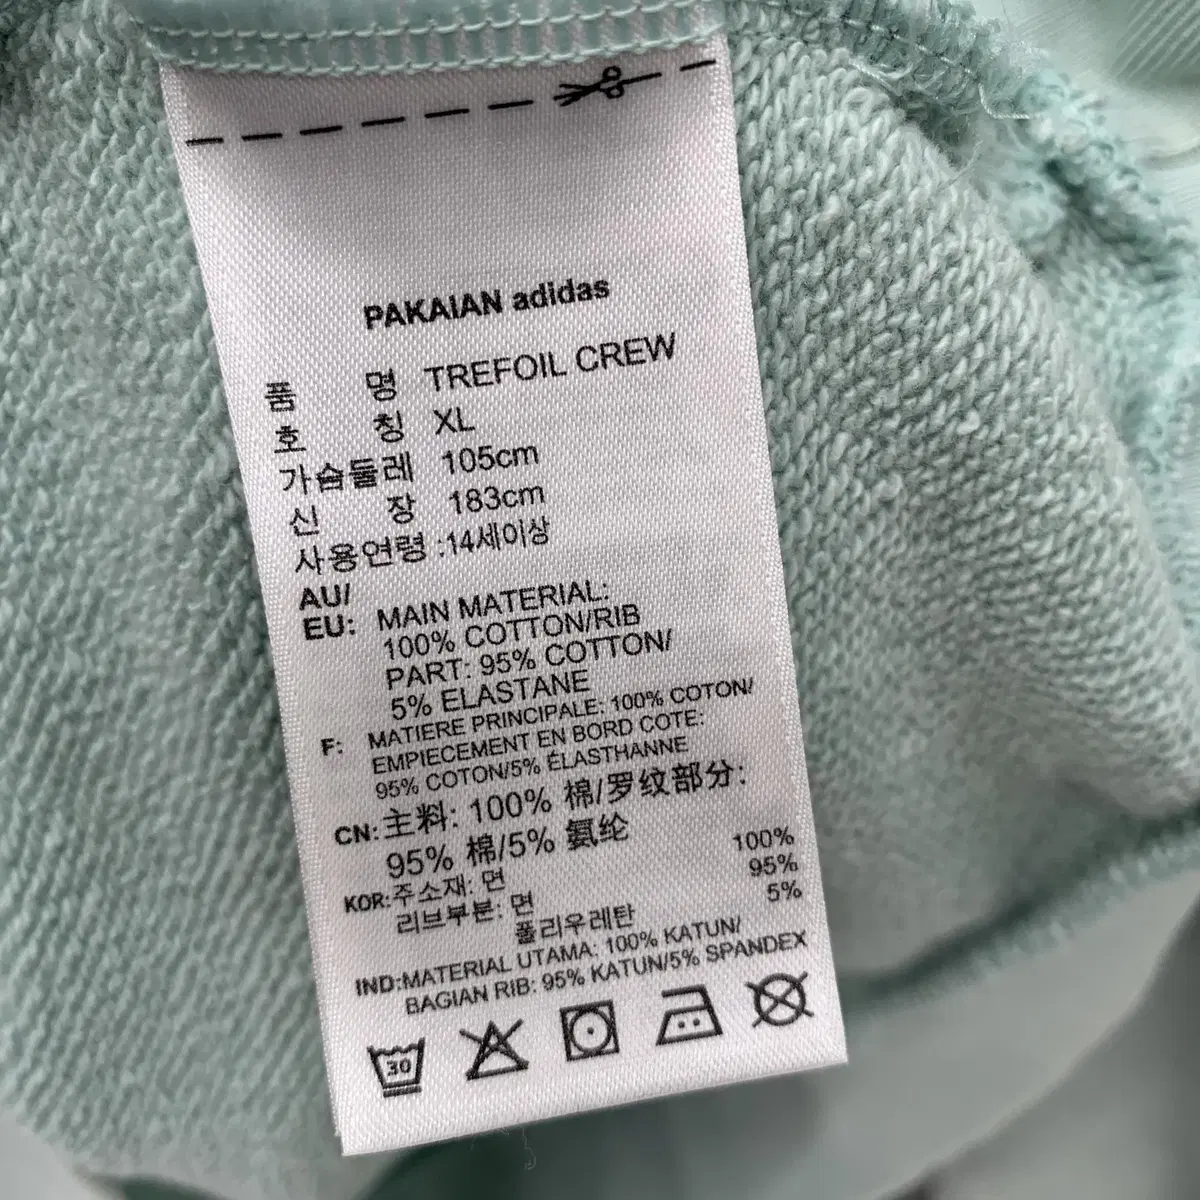 PAKAIAN adidas
품 명 TREFOIL CREW
호 칭 XL
가슴둘레 105cm
신 장 183cm
사용연령 :14세이상
AU/
EU: MAIN MATERIAL:
100% COTTON/RIB
PART: 95% COTTON/
5% ELASTANE
F: MATIERE PRINCIPALE: 100% COTON/
EMPIECEMENT EN BORD COTE:
95% COTON/5% ÉLASTHANNE
CN: 主料: 100% 棉/罗纹部分:
95% 棉/5% 氨纶
KOR: 주소재: 면 100%
리브부분: 면 95%
폴리우레탄 5%
IND:MATERIAL UTAMA: 100% KATUN/
BAGIAN RIB: 95% KATUN/5% SPANDEX
30